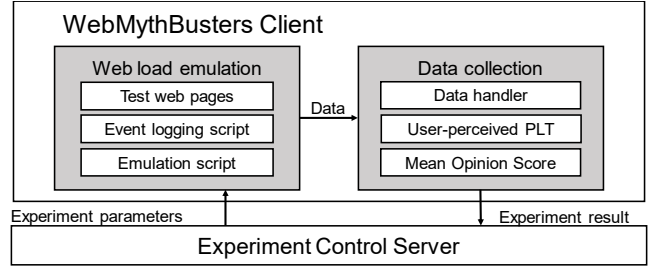 WebMythBusters Client
Web load emulation
Test web pages
Event logging script
Emulation script
Data
Data collection
Data handler
User-perceived PLT
Mean Opinion Score
Experiment parameters
Experiment result
Experiment Control Server